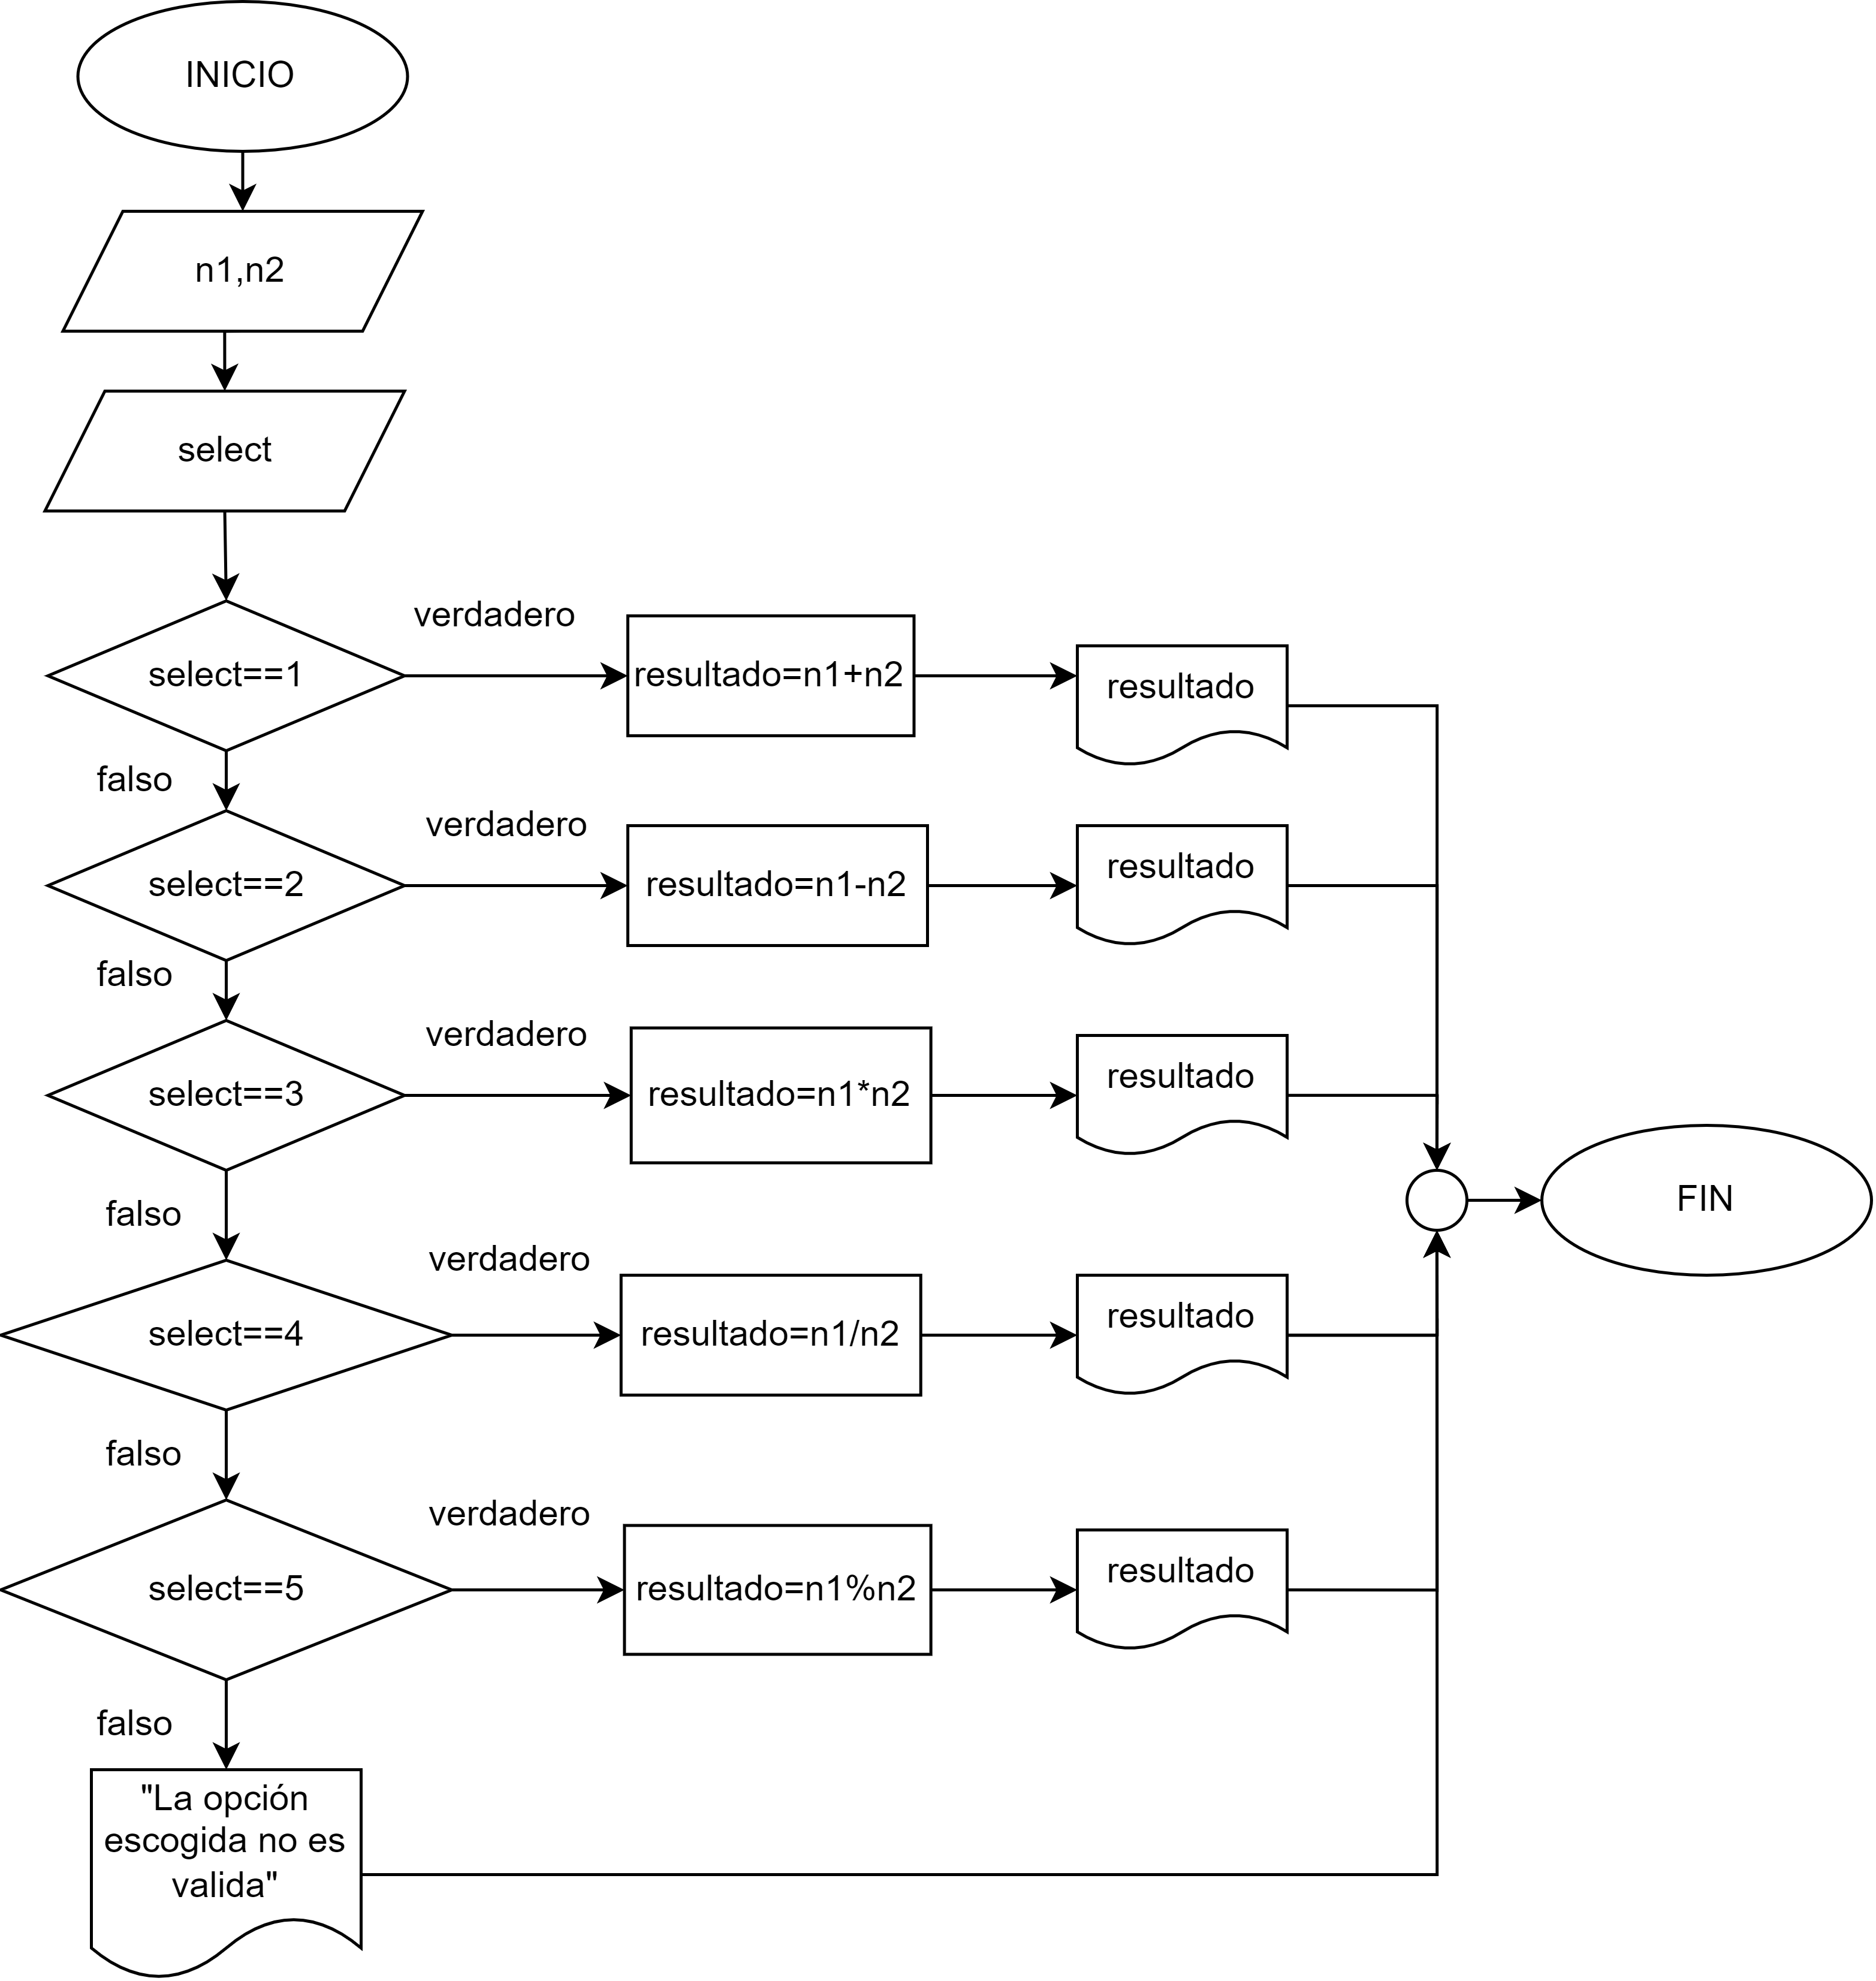 INICIO
n1,n2
select
select==1
verdadero
resultado=n1+n2
resultado
falso
select==2
verdadero
resultado=n1-n2
resultado
falso
select==3
verdadero
resultado=n1*n2
resultado
falso
select==4
verdadero
resultado=n1/n2
resultado
falso
select==5
verdadero
resultado=n1%n2
resultado
falso
"La opción
escogida no es
valida"
FIN